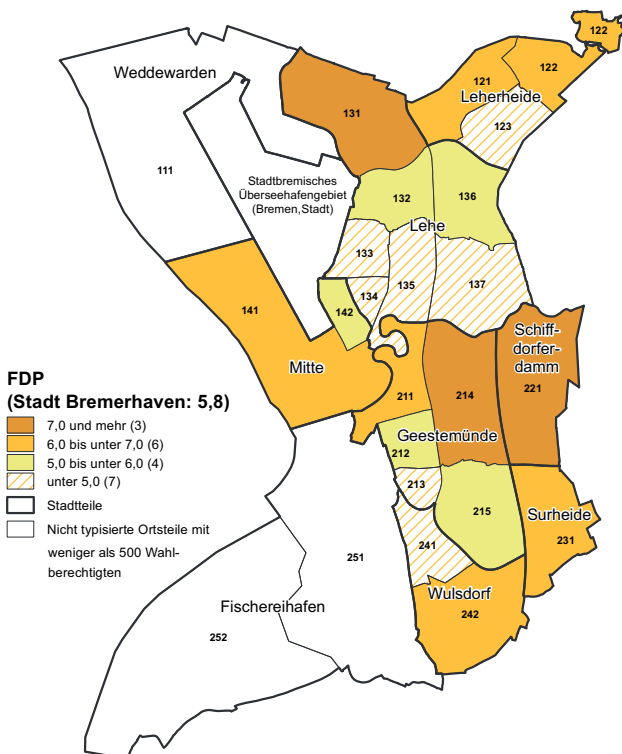 122
Weddewarden
121
122
Leherheide
131
123
111
Stadtbremisches
Überseehafengebiet
(Bremen,Stadt)
132
136
Lehe
133
137
135
134
141
142
Schiff-
dorfer-
damm
Mitte
221
214
211
FDP
(Stadt Bremerhaven: 5,8)
7,0 und mehr (3)
6,0 bis unter 7,0 (6)
5,0 bis unter 6,0 (4)
unter 5,0 (7)
Stadtteile
Nicht typisierte Ortsteile mit
weniger als 500 Wahl-
berechtigten
Geestemünde
212
213
215
Surheide
231
241
251
Wulsdorf
242
Fischereihafen
252